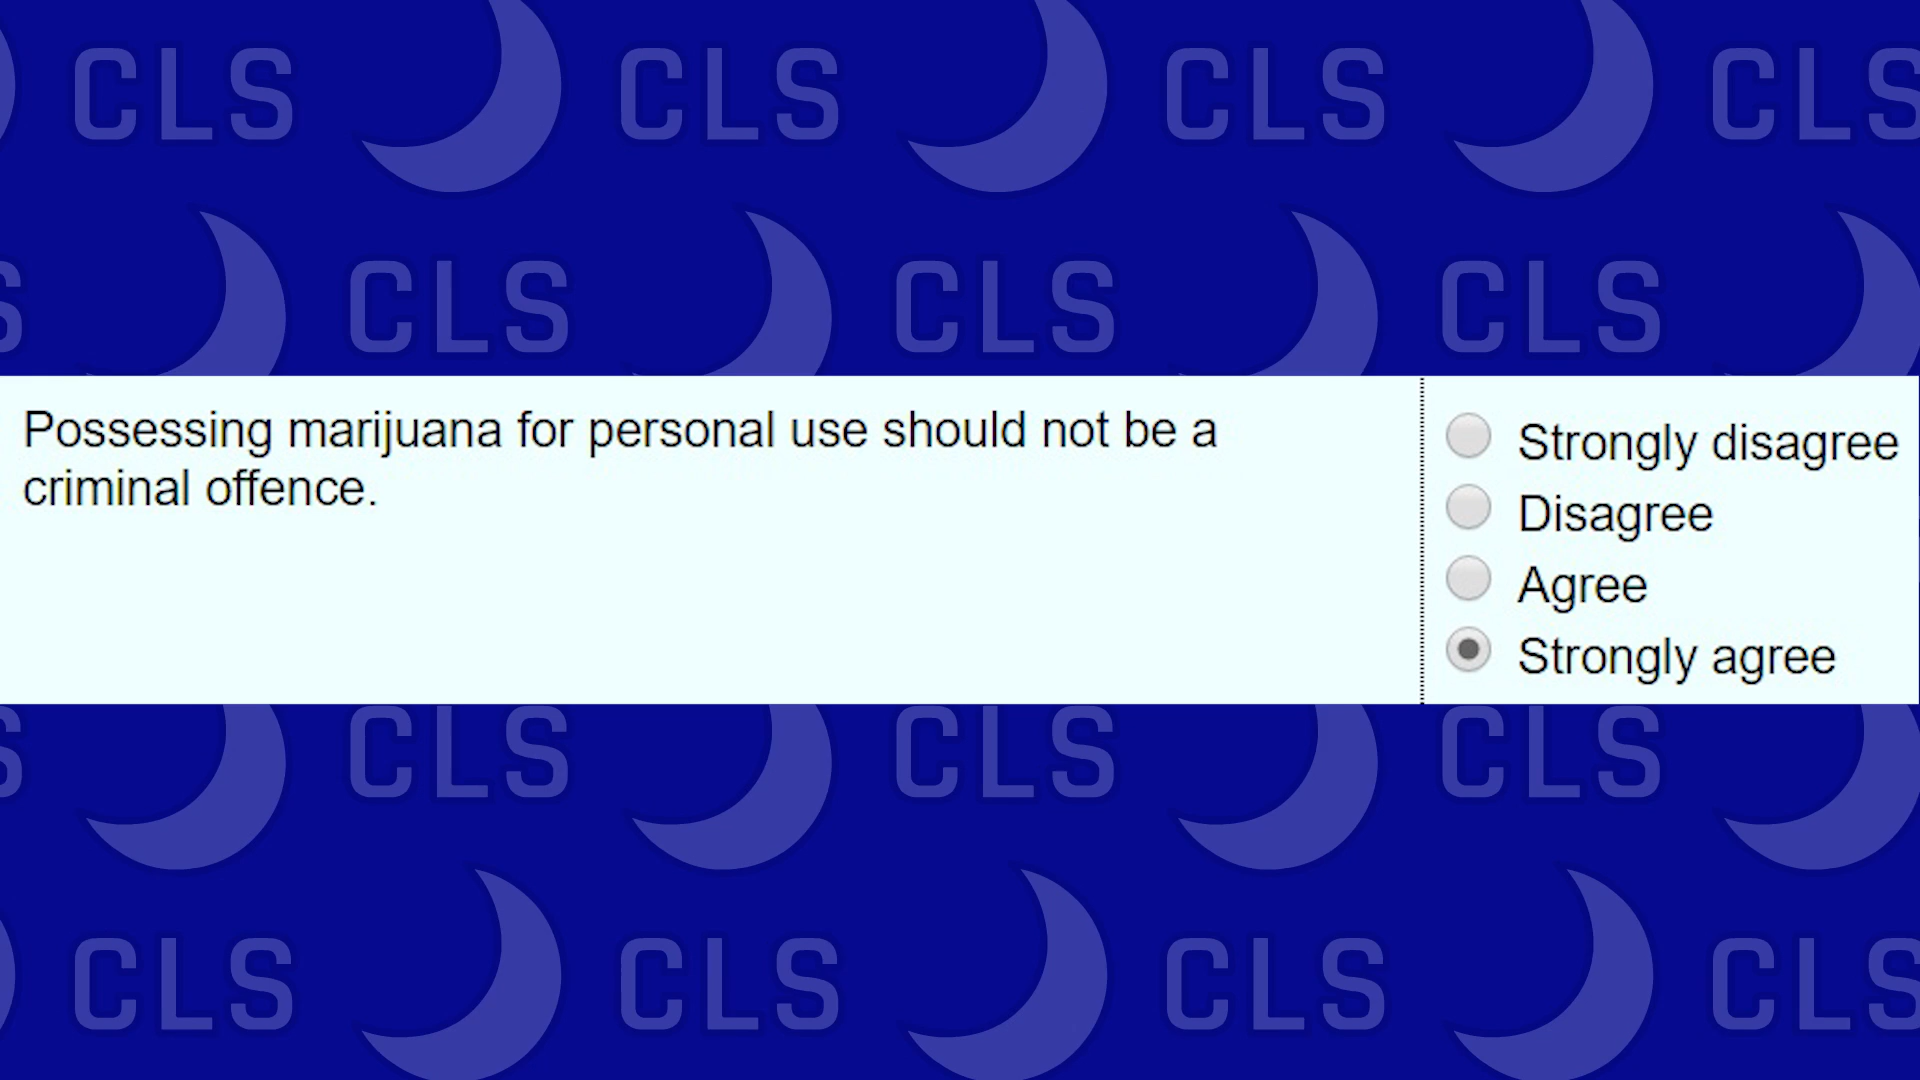 CLS CLS CLS CLS
S CLS CLS CLS
Possessing marijuana for personal use should not be a
criminal offence.
Strongly disagree
Disagree
Agree
Strongly agree
S CLS CLS CLS
CLS CLS CLS CLS